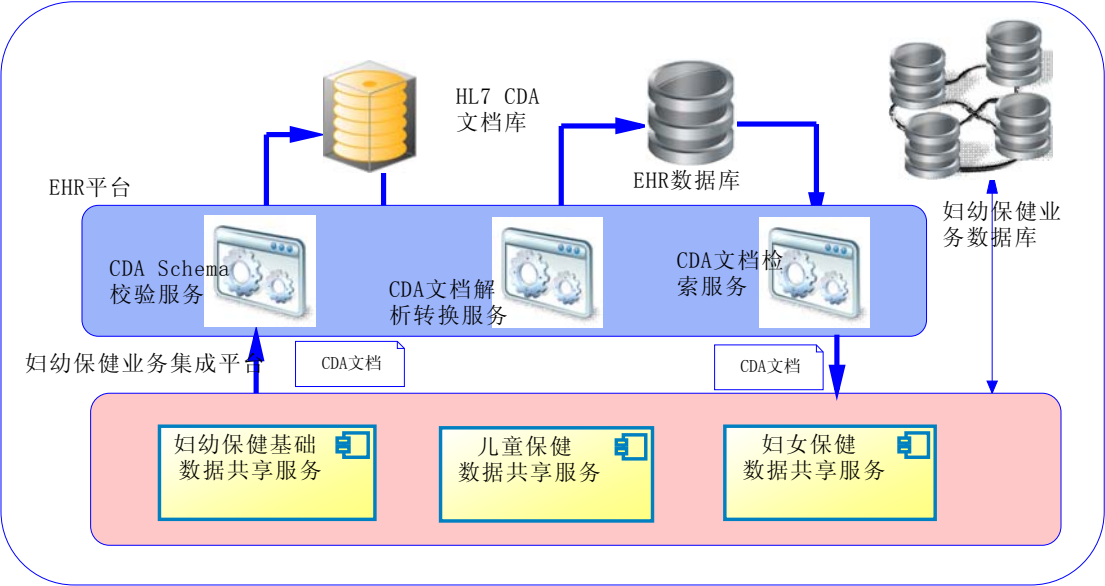 HL7 CDA
文档库
EHR平台
EHR数据库
妇幼保健业
务数据库
CDA Schema
校验服务
CDA文档解
析转换服务
CDA文档检
索服务
妇幼保健业务集成平台
CDA文档
CDA文档
妇幼保健基础
数据共享服务
儿童保健
数据共享服务
妇女保健
数据共享服务